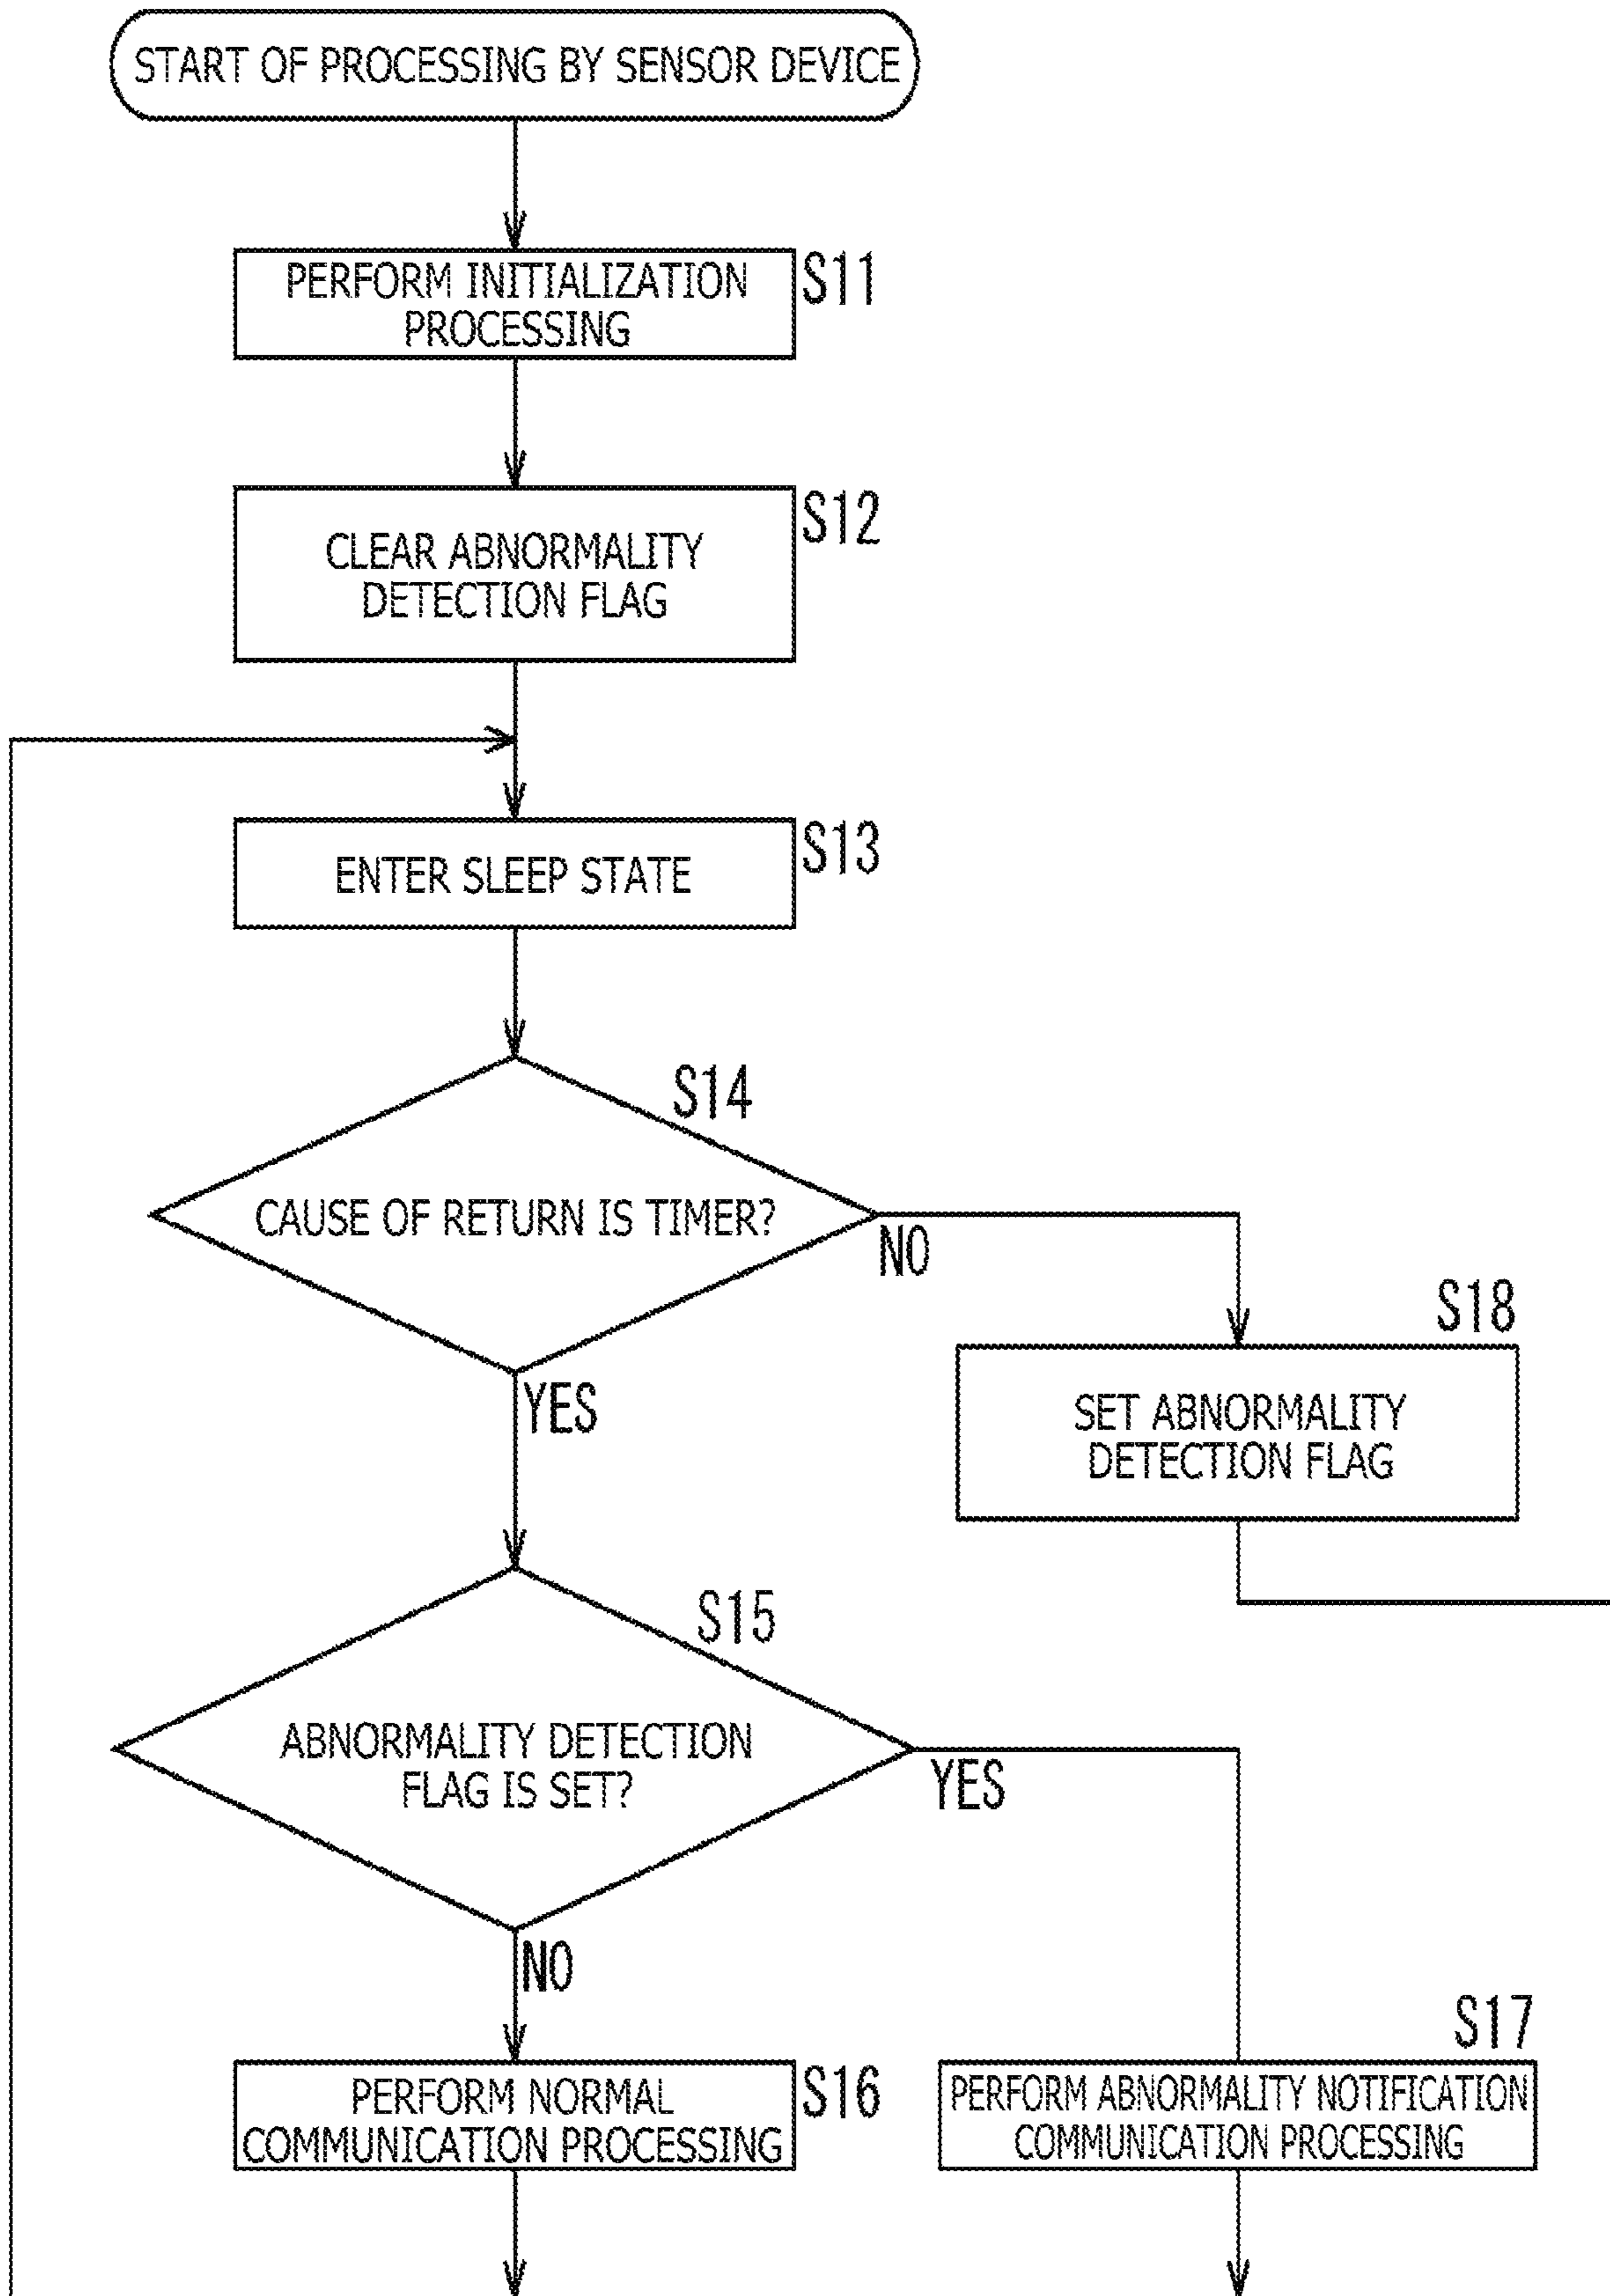 START OF PROCESSING BY SENSOR DEVICE
PERFORM INITIALIZATION
PROCESSING
S11
CLEAR ABNORMALITY
DETECTION FLAG
S12
ENTER SLEEP STATE
S13
S14
CAUSE OF RETURN IS TIMER?
NO
YES
S18
SET ABNORMALITY
DETECTION FLAG
S15
ABNORMALITY DETECTION
FLAG IS SET?
YES
NO
PERFORM NORMAL
COMMUNICATION PROCESSING
S16
S17
PERFORM ABNORMALITY NOTIFICATION
COMMUNICATION PROCESSING